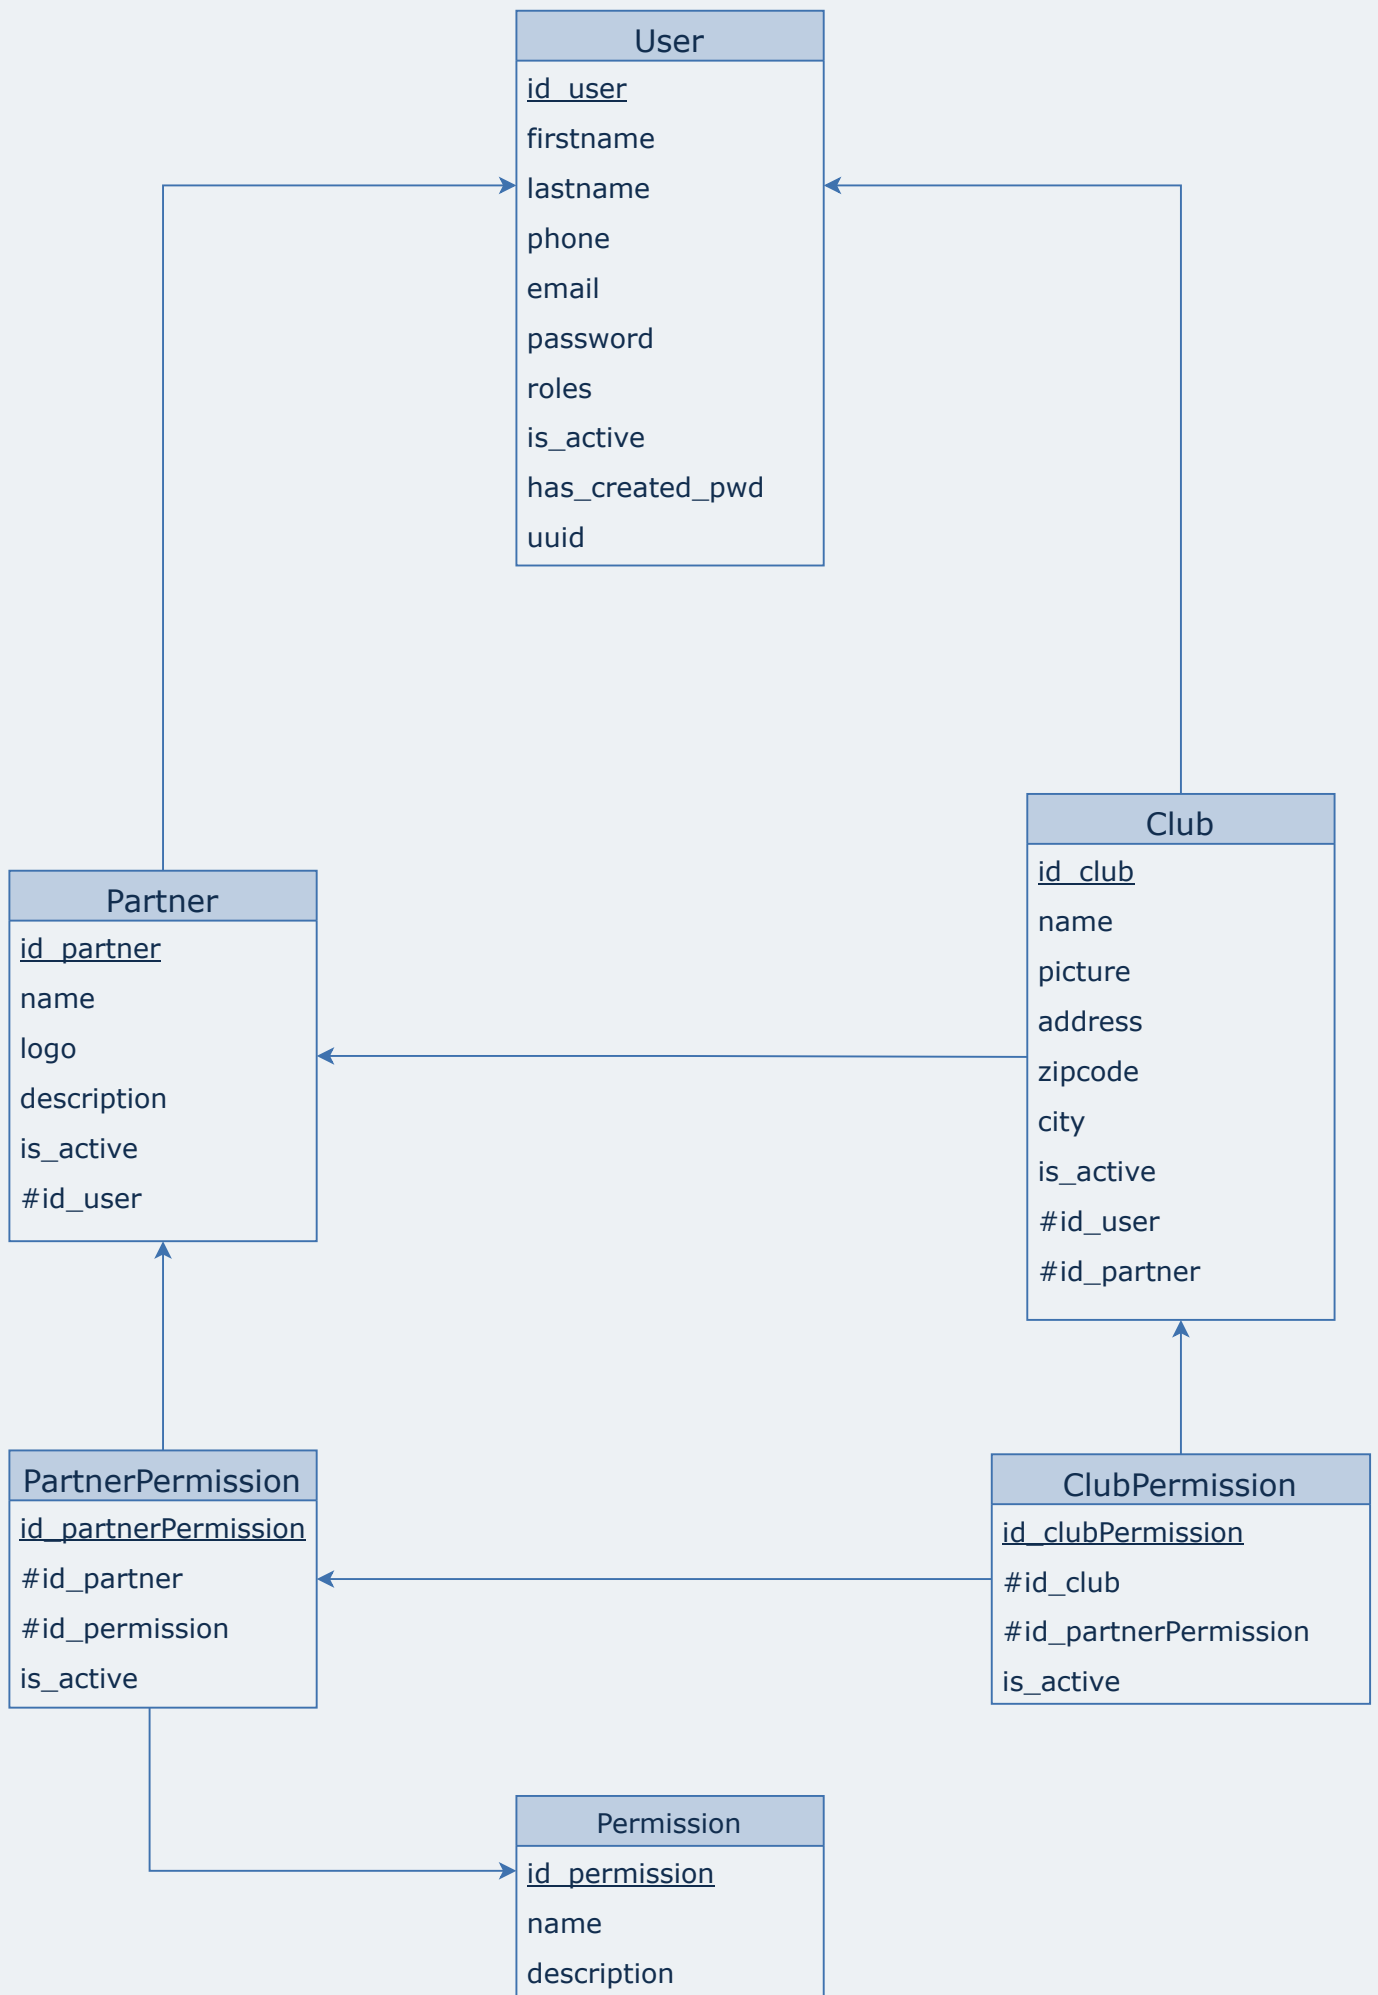 User
id_user
firstname
lastname
phone
email
password
roles
is_active
has_created_pwd
uuid
Club
id_club
name
picture
address
zipcode
city
is_active
#id_user
#id_partner
Partner
id_partner
name
logo
description
is_active
#id_user
PartnerPermission
id_partnerPermission
#id_partner
#id_permission
is_active
ClubPermission
id_clubPermission
#id_club
#id_partnerPermission
is_active
Permission
id_permission
name
description